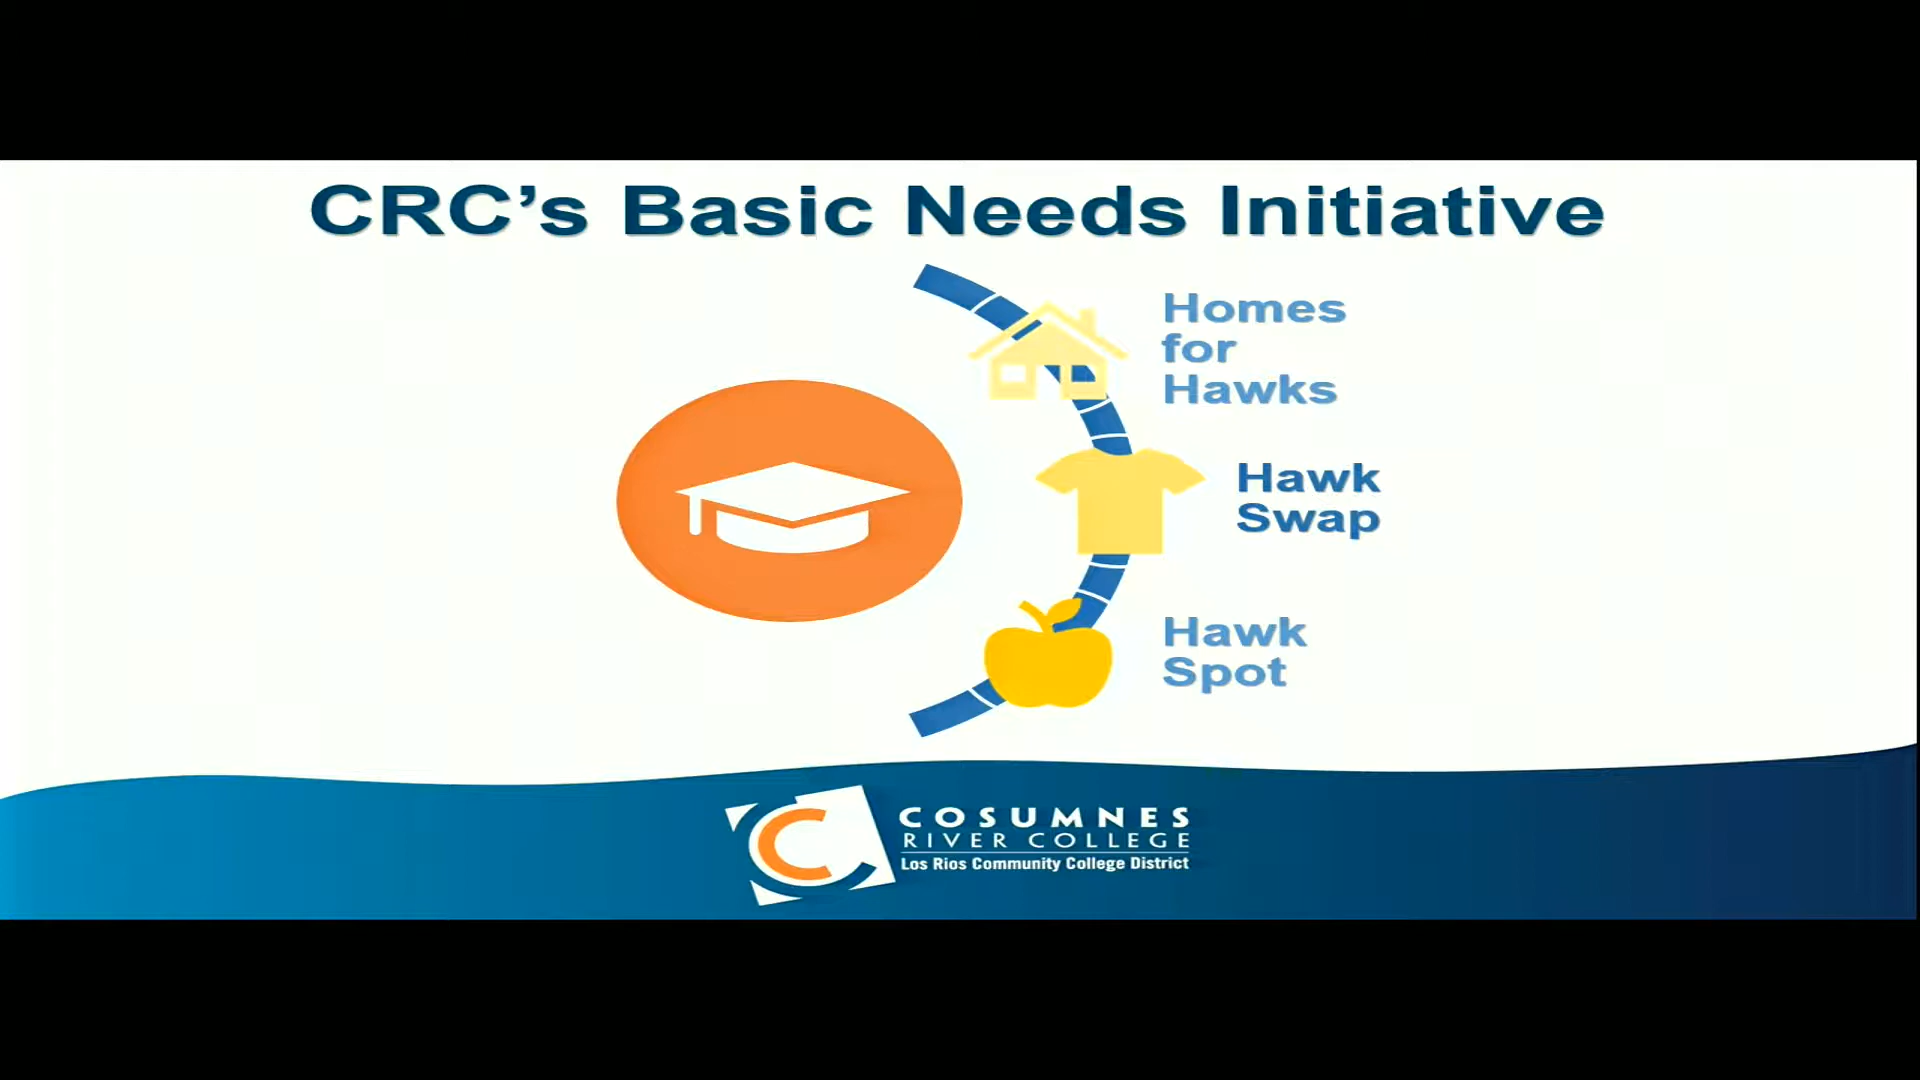 CRC’s Basic Needs Initiative
Homes
for
Hawks
Hawk
Swap
Hawk
Spot
COSUMNES
RIVER COLLEGE
Los Rios Community College District